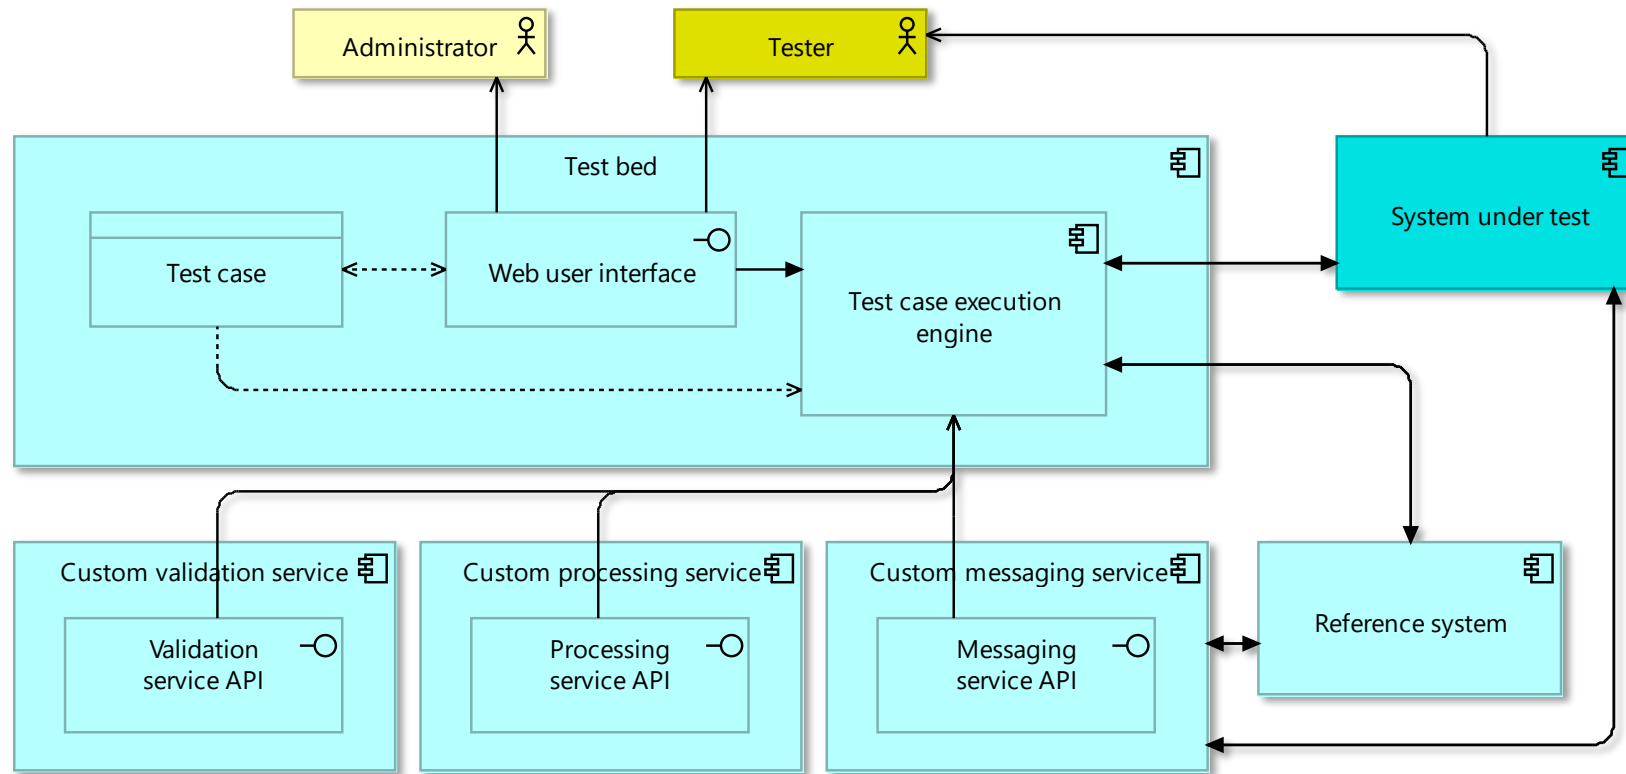 Administrator
Tester
Test bed
System under test
Test case
Web user interface
Test case execution
engine
Custom validation service
Custom processing service
Custom messaging service
Reference system
Validation
service API
Processing
service API
Messaging
service API